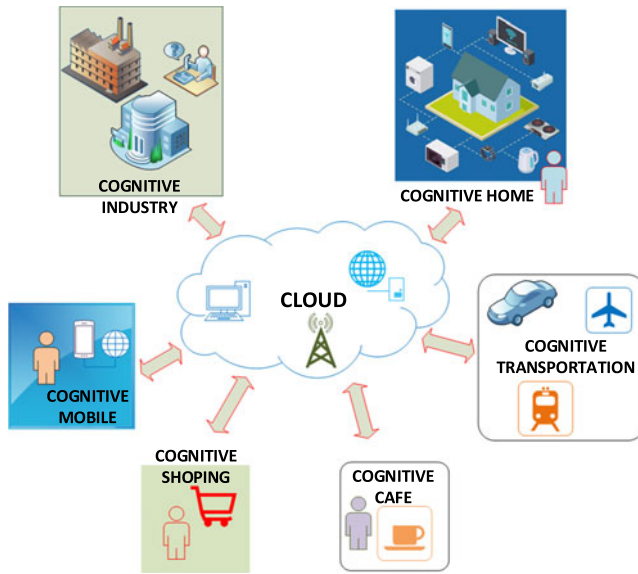 COGNITIVE
INDUSTRY
COGNITIVE HOME
CLOUD
COGNITIVE
TRANSPORTATION
COGNITIVE
MOBILE
COGNITIVE
SHOPING
COGNITIVE
CAFE